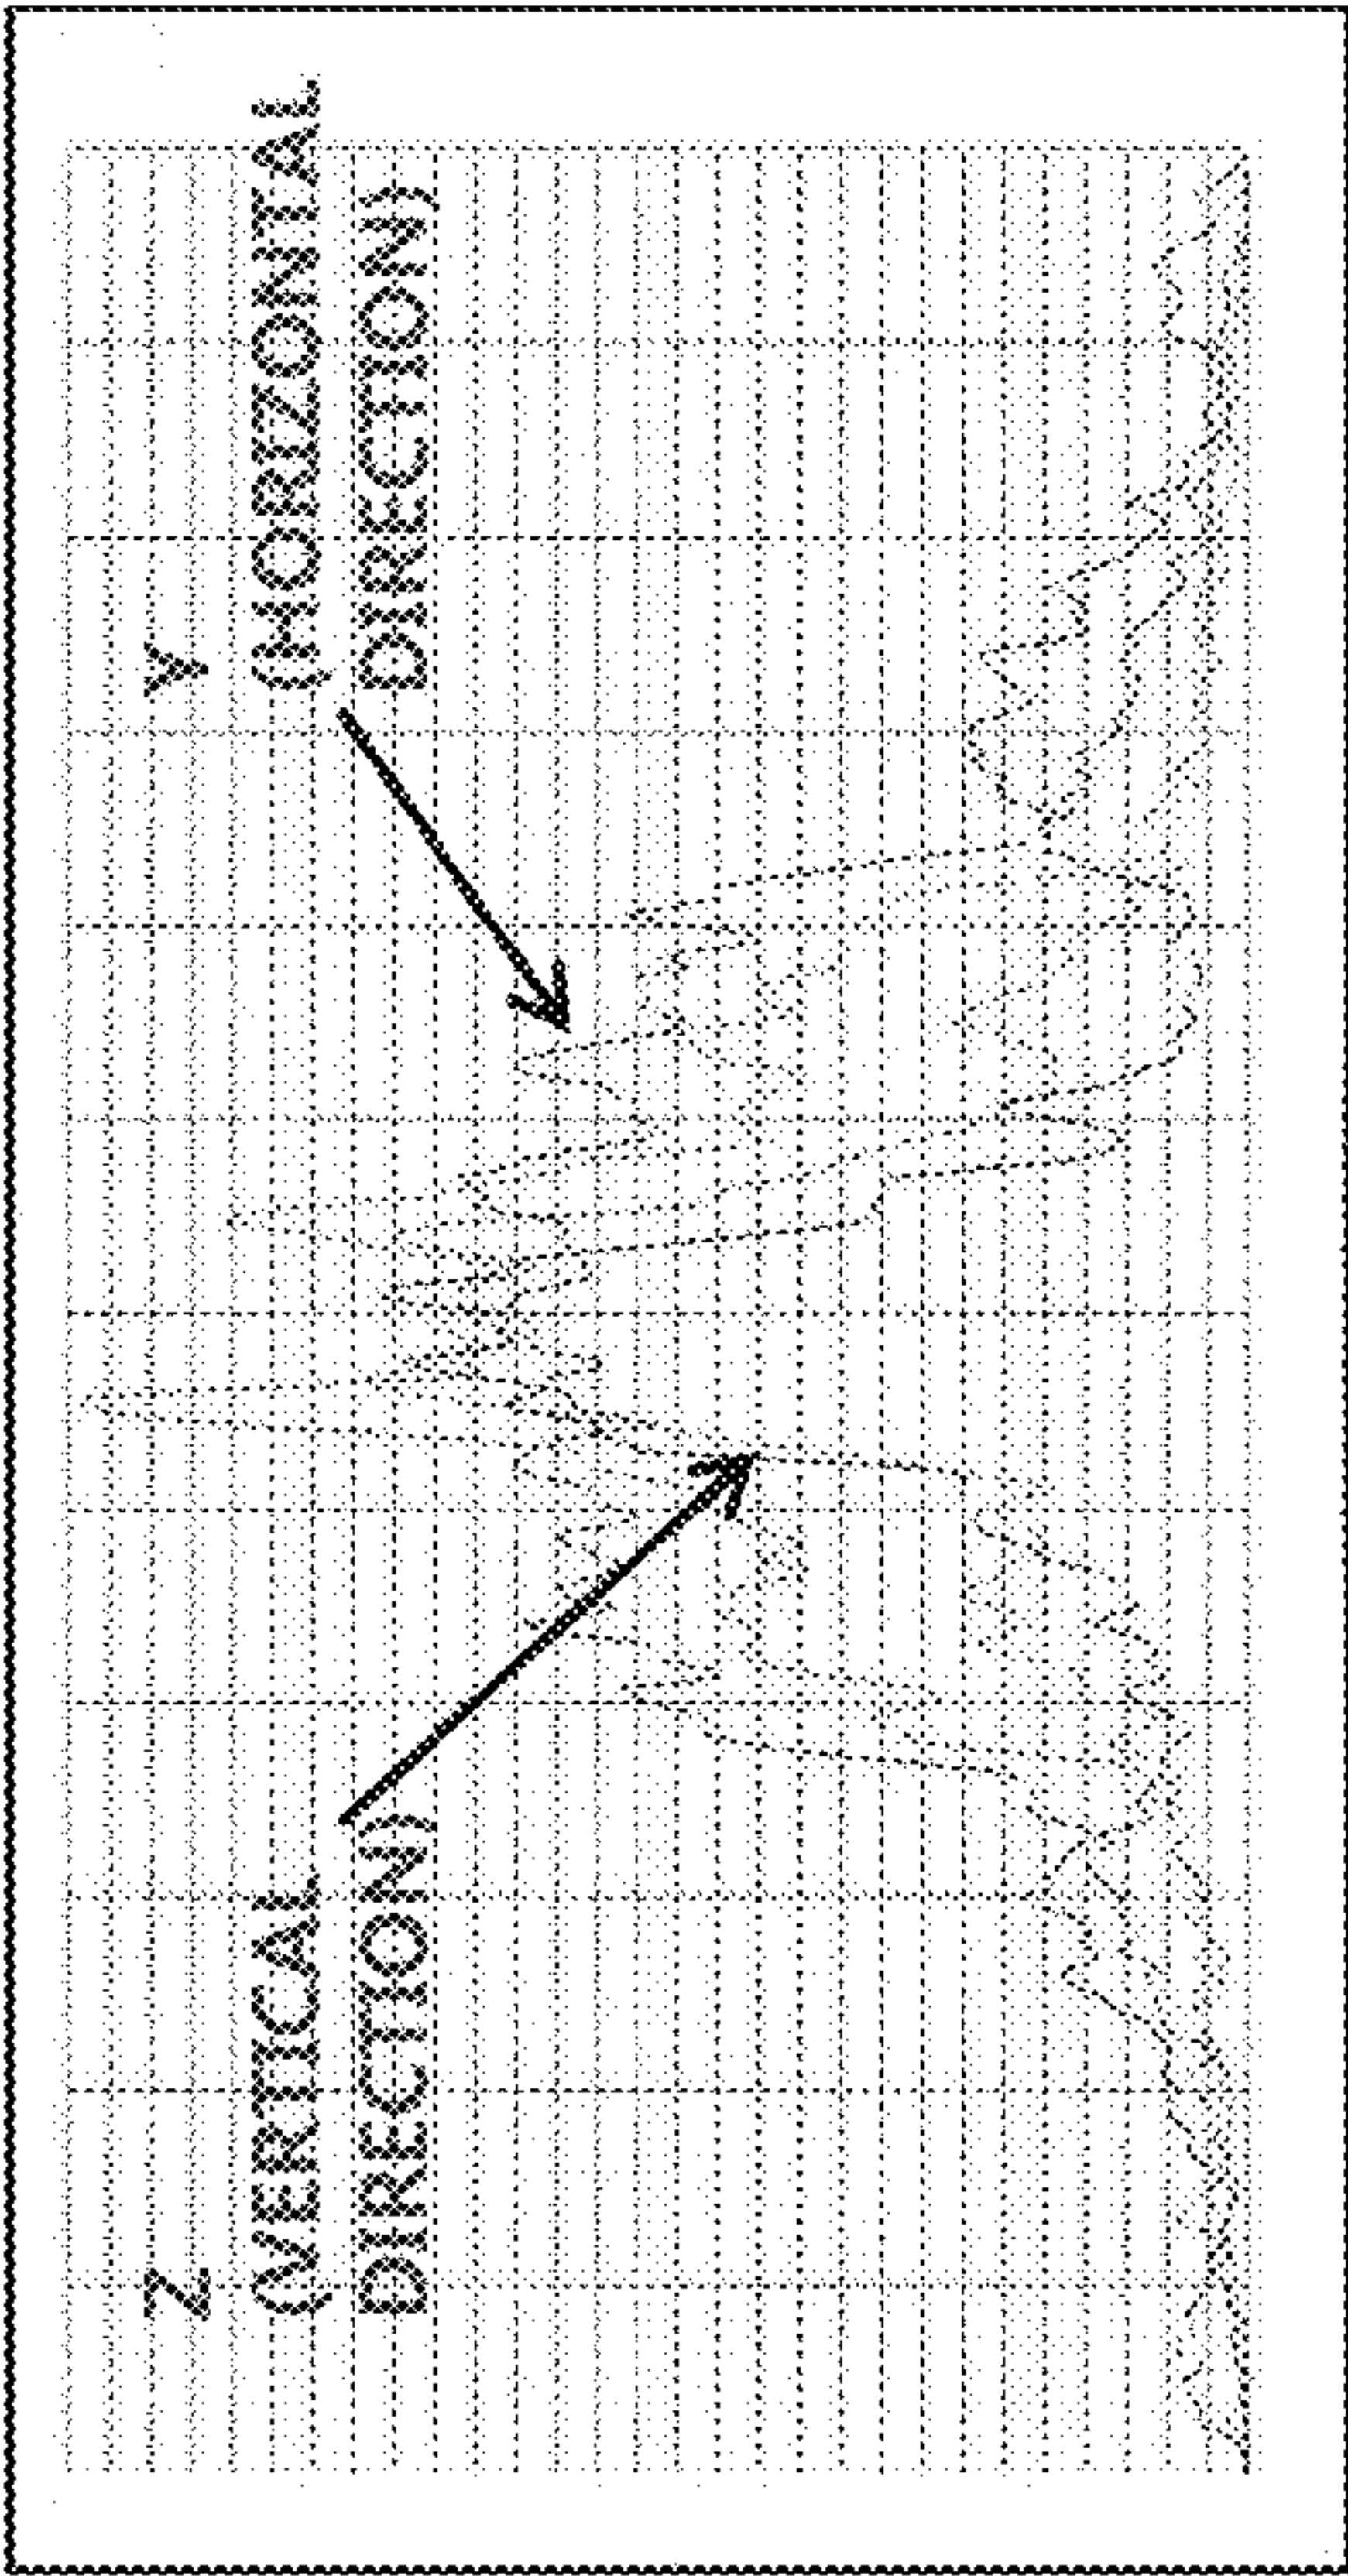 Z
(VERTICAL
DIRECTION)
Y
(HORIZONTAL
DIRECTION)